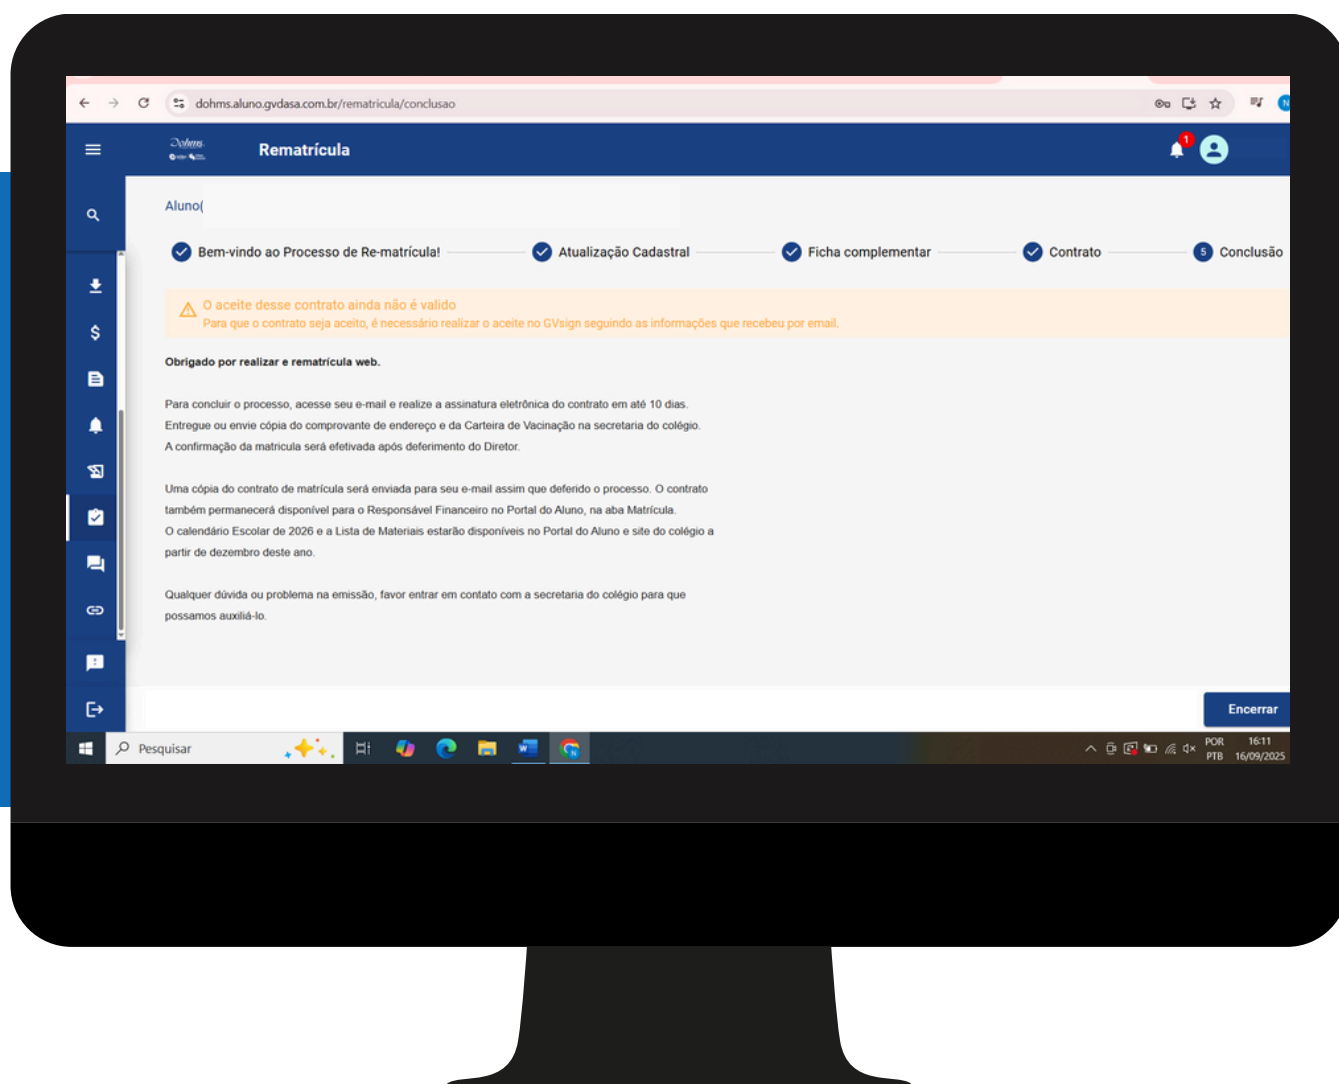 dohms.aluno.gvdasa.com.br/rematricula/conclusao
Dohms
Rematrícula
1
Aluno(
Bem-vindo ao Processo de Re-matrícula!
Atualização Cadastral
Ficha complementar
Contrato
5 Conclusão
O aceite desse contrato ainda não é valido
Para que o contrato seja aceito, é necessário realizar o aceite no GVsign seguindo as informações que recebeu por email.
Obrigado por realizar e rematrícula web.
Para concluir o processo, acesse seu e-mail e realize a assinatura eletrônica do contrato em até 10 dias.
Entregue ou envie cópia do comprovante de endereço e da Carteira de Vacinação na secretaria do colégio.
A confirmação da matricula será efetivada após deferimento do Diretor.
Uma cópia do contrato de matrícula será enviada para seu e-mail assim que deferido o processo. O contrato
também permanecerá disponível para o Responsável Financeiro no Portal do Aluno, na aba Matrícula.
O calendário Escolar de 2026 e a Lista de Materiais estarão disponíveis no Portal do Aluno e site do colégio a
partir de dezembro deste ano.
Qualquer dúvida ou problema na emissão, favor entrar em contato com a secretaria do colégio para que
possamos auxiliá-lo.
Encerrar
Pesquisar
POR 16:11
PTB 16/09/2025